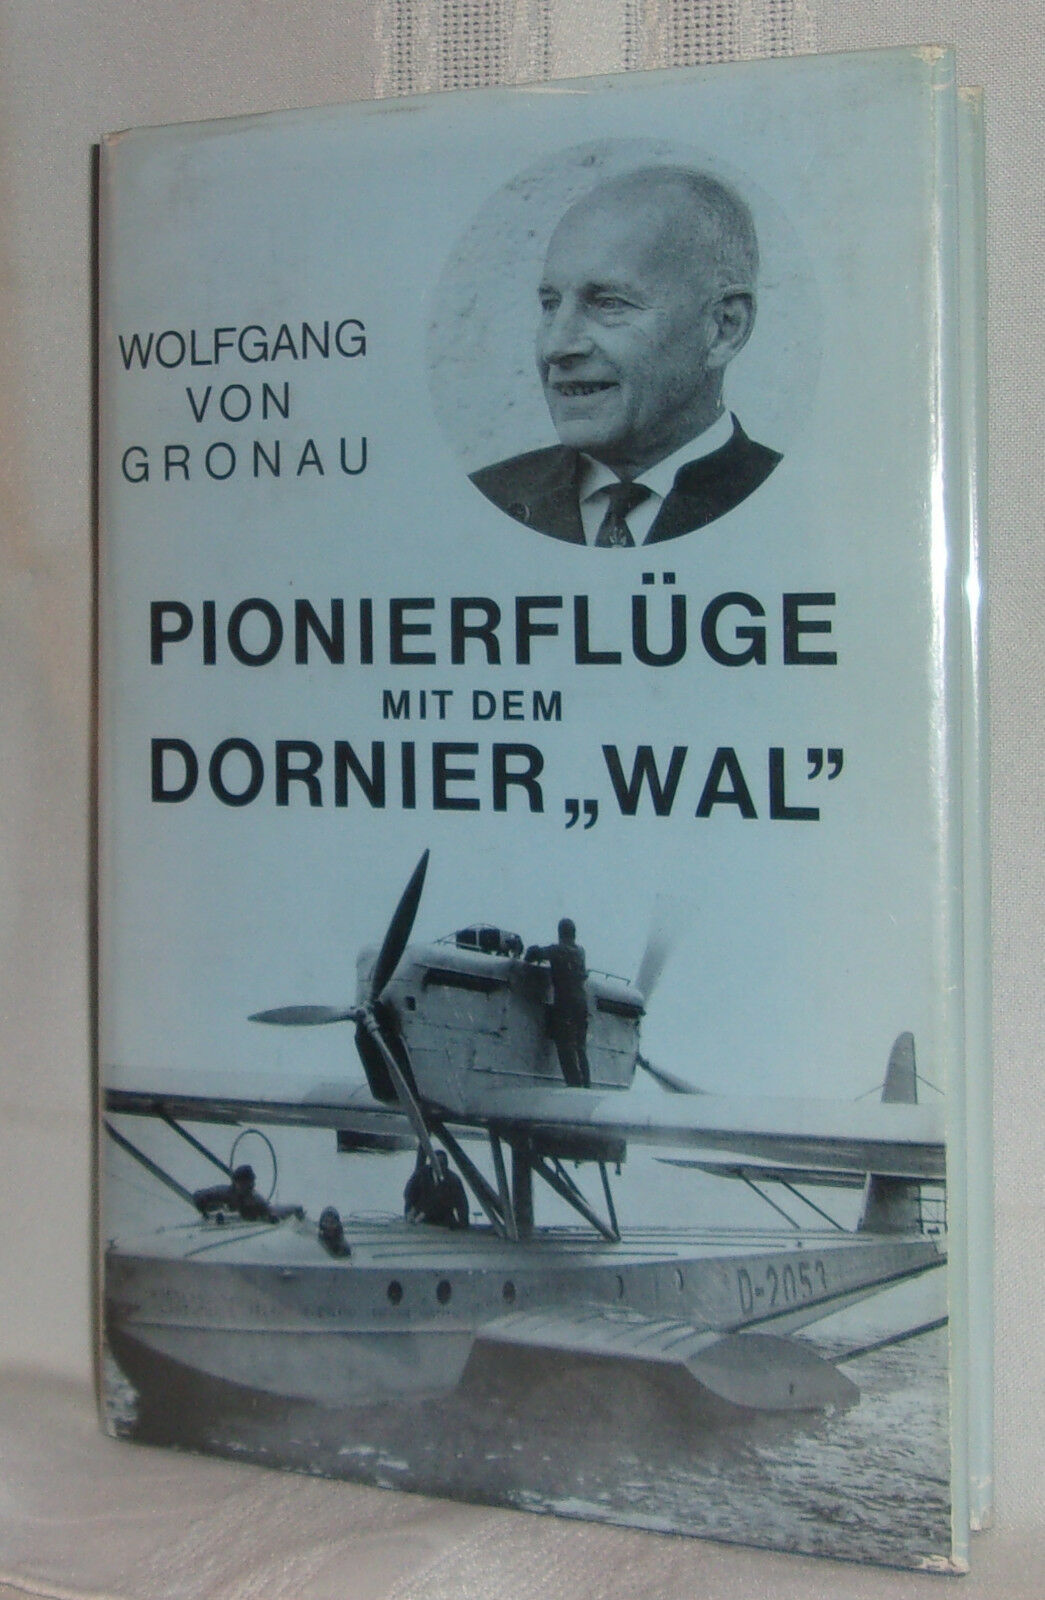 WOLFGANG
VON
GRONAU
PIONIERFLÜGE
MIT DEM
DORNIER „WAL”
D-2053